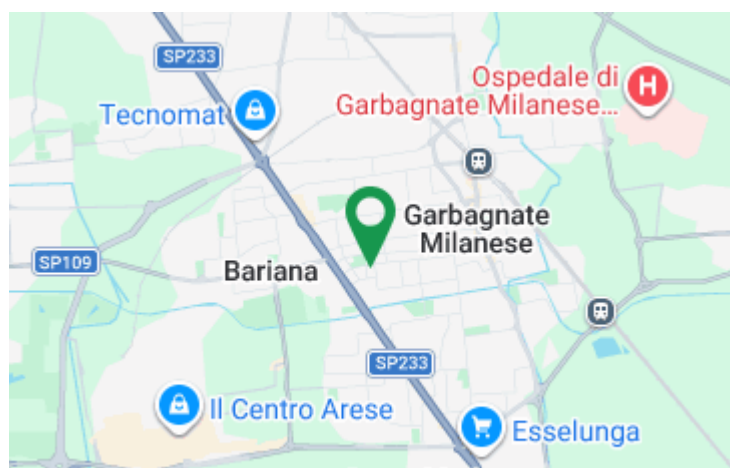 SP233
Ospedale di
Garbagnate Milanese...
H
Tecnomat
Garbagnate
Milanese
SP109
Bariana
SP233
Il Centro Arese
Esselunga